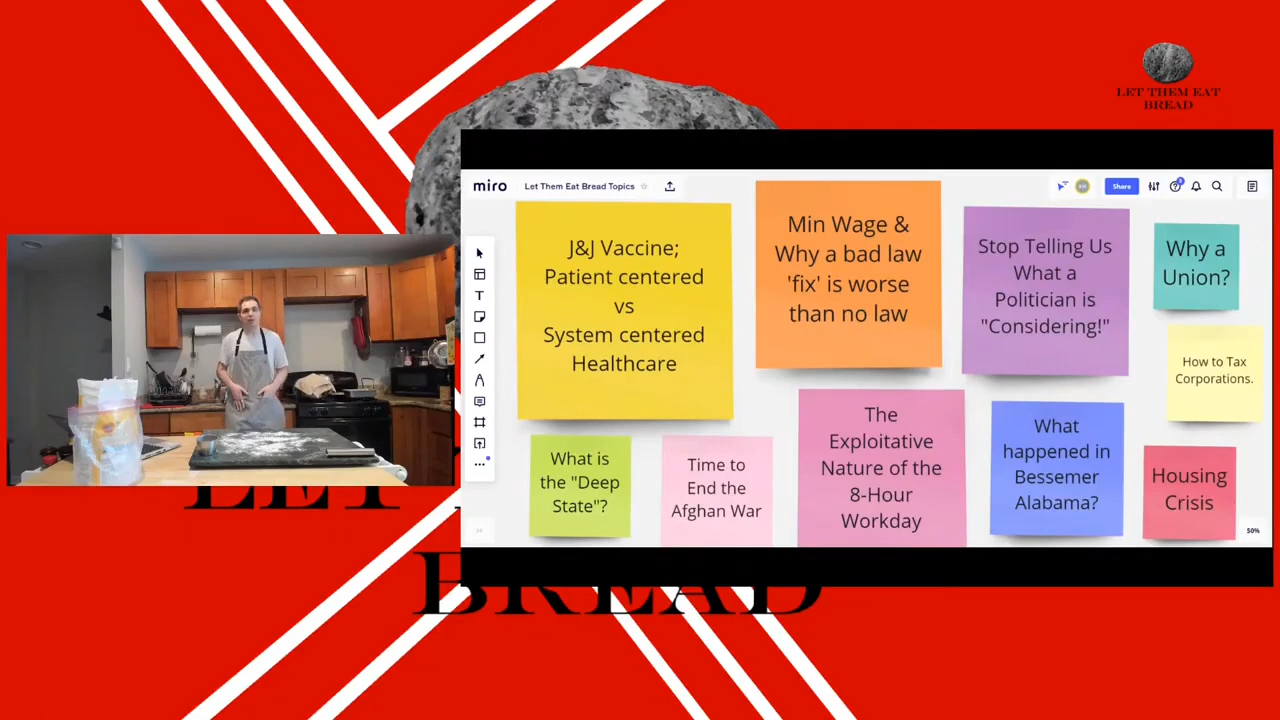 LET THEM EAT
BREAD
miro
Let Them Eat Bread Topics
Share
J&J Vaccine;
Patient centered
vs
System centered
Healthcare
Min Wage &
Why a bad law
'fix' is worse
than no law
Stop Telling Us
What a
Politician is
"Considering!"
Why a
Union?
How to Tax
Corporations.
What is
the "Deep
State"?
Time to
End the
Afghan War
The
Exploitative
Nature of the
8-Hour
Workday
What
happened in
Bessemer
Alabama?
Housing
Crisis
50%
LET
BREAD